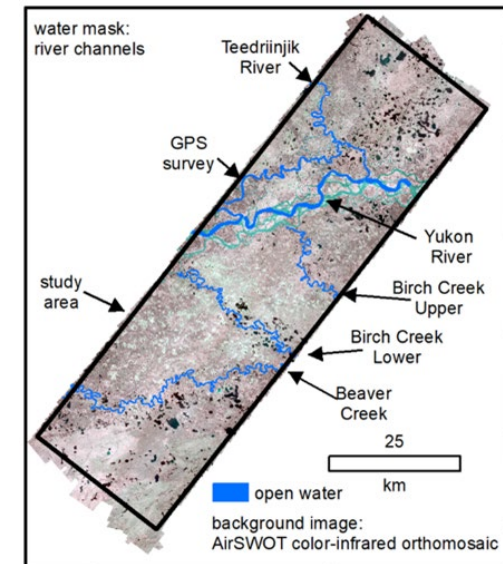 water mask:
river channels
Teedriinjik
River
GPS
survey
Yukon
River
study
area
Birch Creek
Upper
Birch Creek
Lower
Beaver
Creek
25
km
open water
background image:
AirSWOT color-infrared orthomosaic